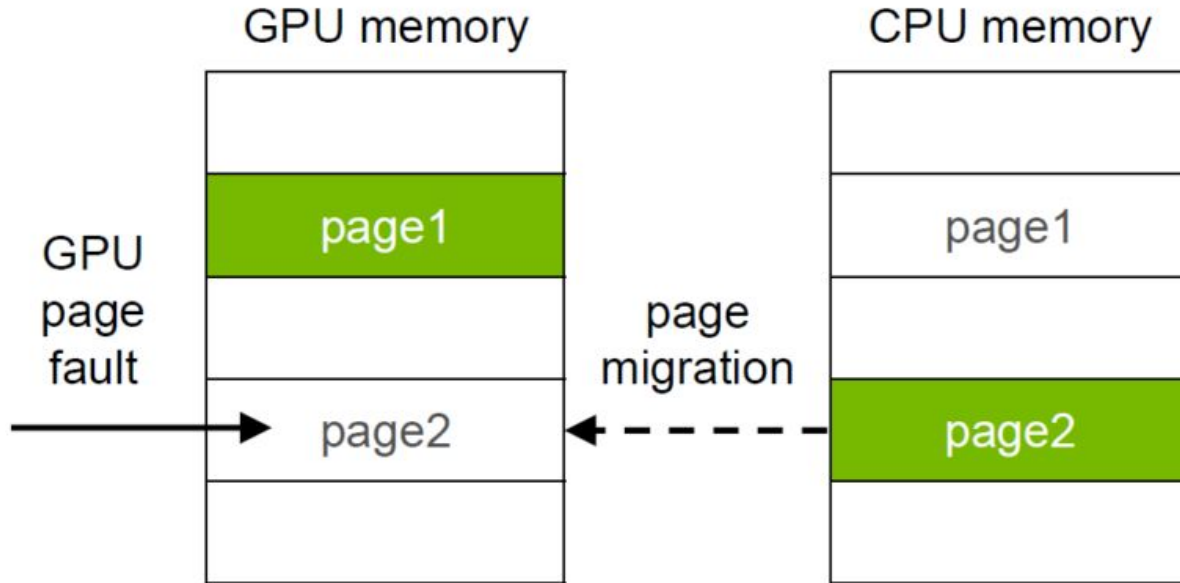 GPU memory
CPU memory
page1
page1
GPU
page
fault
page
migration
page2
page2